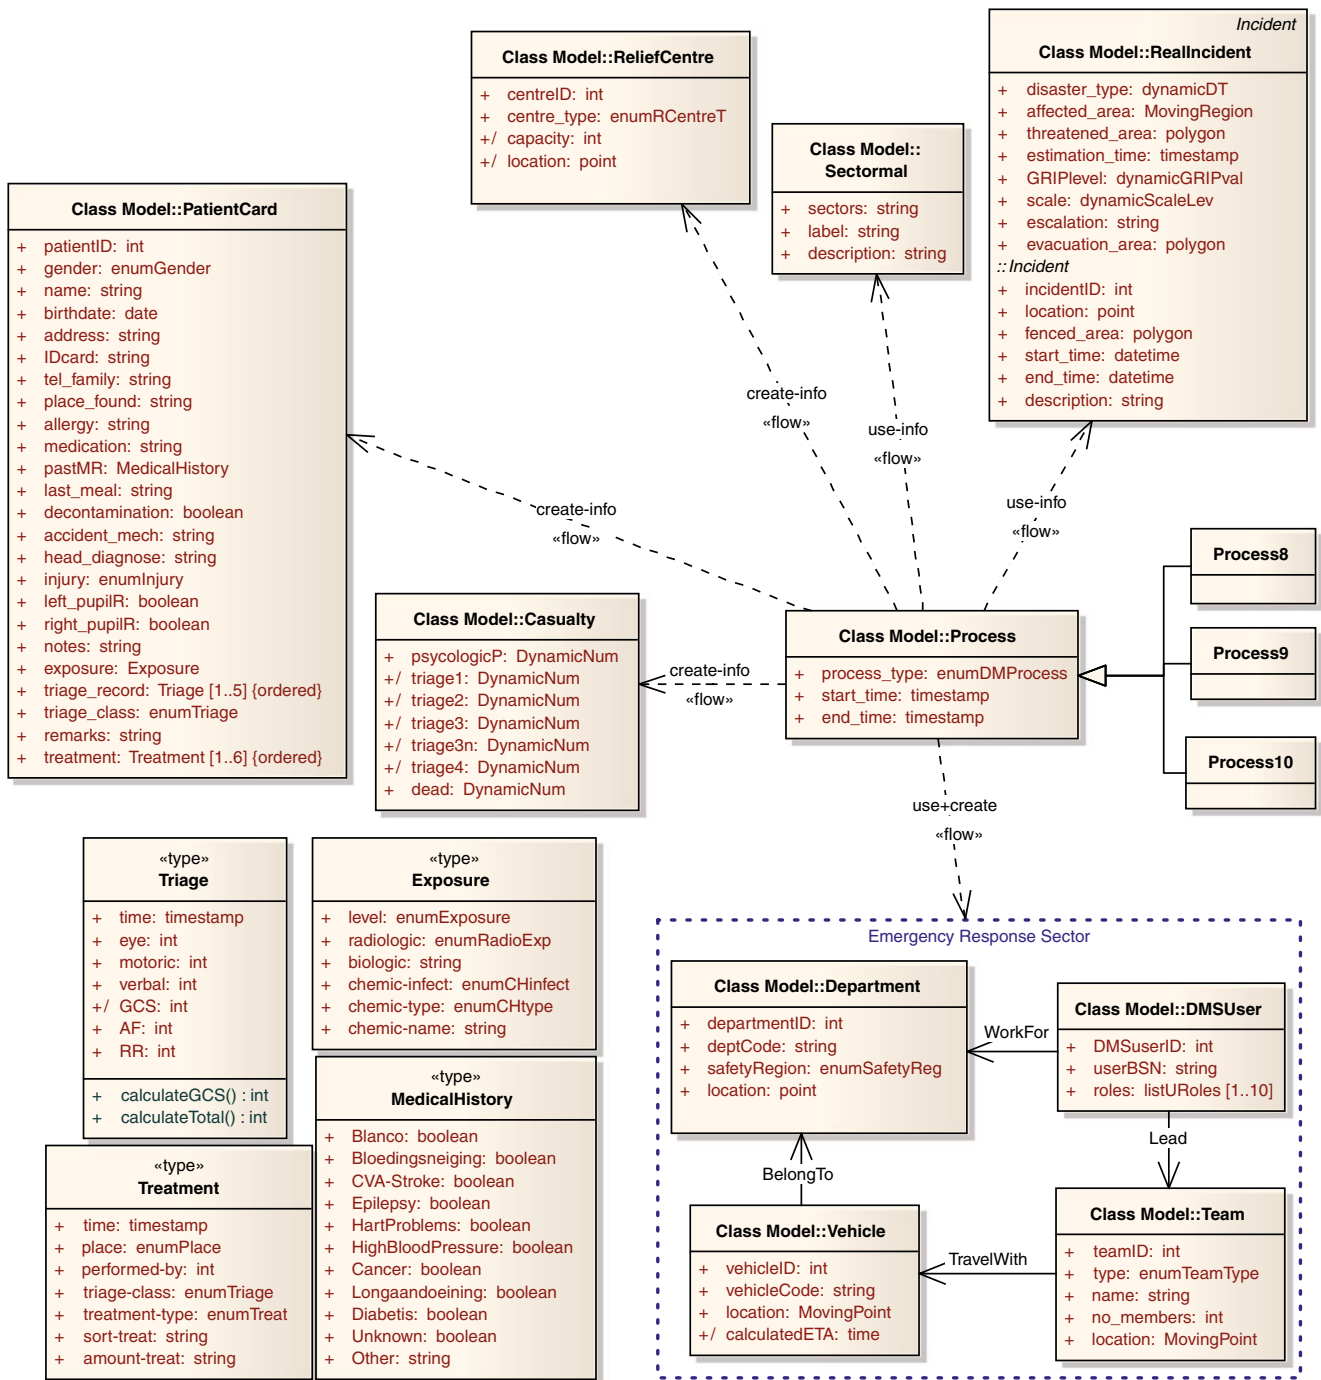 Class Model::ReliefCentre
+ centreID: int
+ centre_type: enumRCentreT
+/ capacity: int
+/ location: point
Class Model::
Sectormal
+ sectors: string
+ label: string
+ description: string
Incident
Class Model::RealIncident
+ disaster_type: dynamicDT
+ affected_area: MovingRegion
+ threatened_area: polygon
+ estimation_time: timestamp
+ GRIPlevel: dynamicGRIPval
+ scale: dynamicScaleLev
+ escalation: string
+ evacuation_area: polygon
::Incident
+ incidentID: int
+ location: point
+ fenced_area: polygon
+ start_time: datetime
+ end_time: datetime
+ description: string
Class Model::PatientCard
+ patientID: int
+ gender: enumGender
+ name: string
+ birthdate: date
+ address: string
+ IDcard: string
+ tel_family: string
+ place_found: string
+ allergy: string
+ medication: string
+ pastMR: MedicalHistory
+ last_meal: string
+ decontamination: boolean
+ accident_mech: string
+ head_diagnose: string
+ injury: enumInjury
+ left_pupilR: boolean
+ right_pupilR: boolean
+ notes: string
+ exposure: Exposure
+ triage_record: Triage [1..5] {ordered}
+ triage_class: enumTriage
+ remarks: string
+ treatment: Treatment [1..6] {ordered}
create-info
«flow»
use-info
«flow»
use-info
«flow»
create-info
«flow»
create-info
«flow»
Class Model::Casualty
+ psycologicP: DynamicNum
+/ triage1: DynamicNum
+/ triage2: DynamicNum
+/ triage3: DynamicNum
+/ triage3n: DynamicNum
+/ triage4: DynamicNum
+ dead: DynamicNum
Class Model::Process
+ process_type: enumDMProcess
+ start_time: timestamp
+ end_time: timestamp
Process8
Process9
Process10
use+create
«flow»
«type»
Triage
+ time: timestamp
+ eye: int
+ motoric: int
+ verbal: int
+/ GCS: int
+ AF: int
+ RR: int
+ calculateGCS() : int
+ calculateTotal() : int
«type»
Exposure
+ level: enumExposure
+ radiologic: enumRadioExp
+ biologic: string
+ chemic-infect: enumCHinfect
+ chemic-type: enumCHtype
+ chemic-name: string
«type»
Treatment
+ time: timestamp
+ place: enumPlace
+ performed-by: int
+ triage-class: enumTriage
+ treatment-type: enumTreat
+ sort-treat: string
+ amount-treat: string
«type»
MedicalHistory
+ Blanco: boolean
+ Bloedingsneiging: boolean
+ CVA-Stroke: boolean
+ Epilepsy: boolean
+ HartProblems: boolean
+ HighBloodPressure: boolean
+ Cancer: boolean
+ Longaandoeining: boolean
+ Diabetis: boolean
+ Unknown: boolean
+ Other: string
Emergency Response Sector
Class Model::Department
+ departmentID: int
+ deptCode: string
+ safetyRegion: enumSafetyReg
+ location: point
WorkFor
Class Model::DMSUser
+ DMSuserID: int
+ userBSN: string
+ roles: listURoles [1..10]
BelongTo
Lead
Class Model::Vehicle
+ vehicleID: int
+ vehicleCode: string
+ location: MovingPoint
+/ calculatedETA: time
TravelWith
Class Model::Team
+ teamID: int
+ type: enumTeamType
+ name: string
+ no_members: int
+ location: MovingPoint